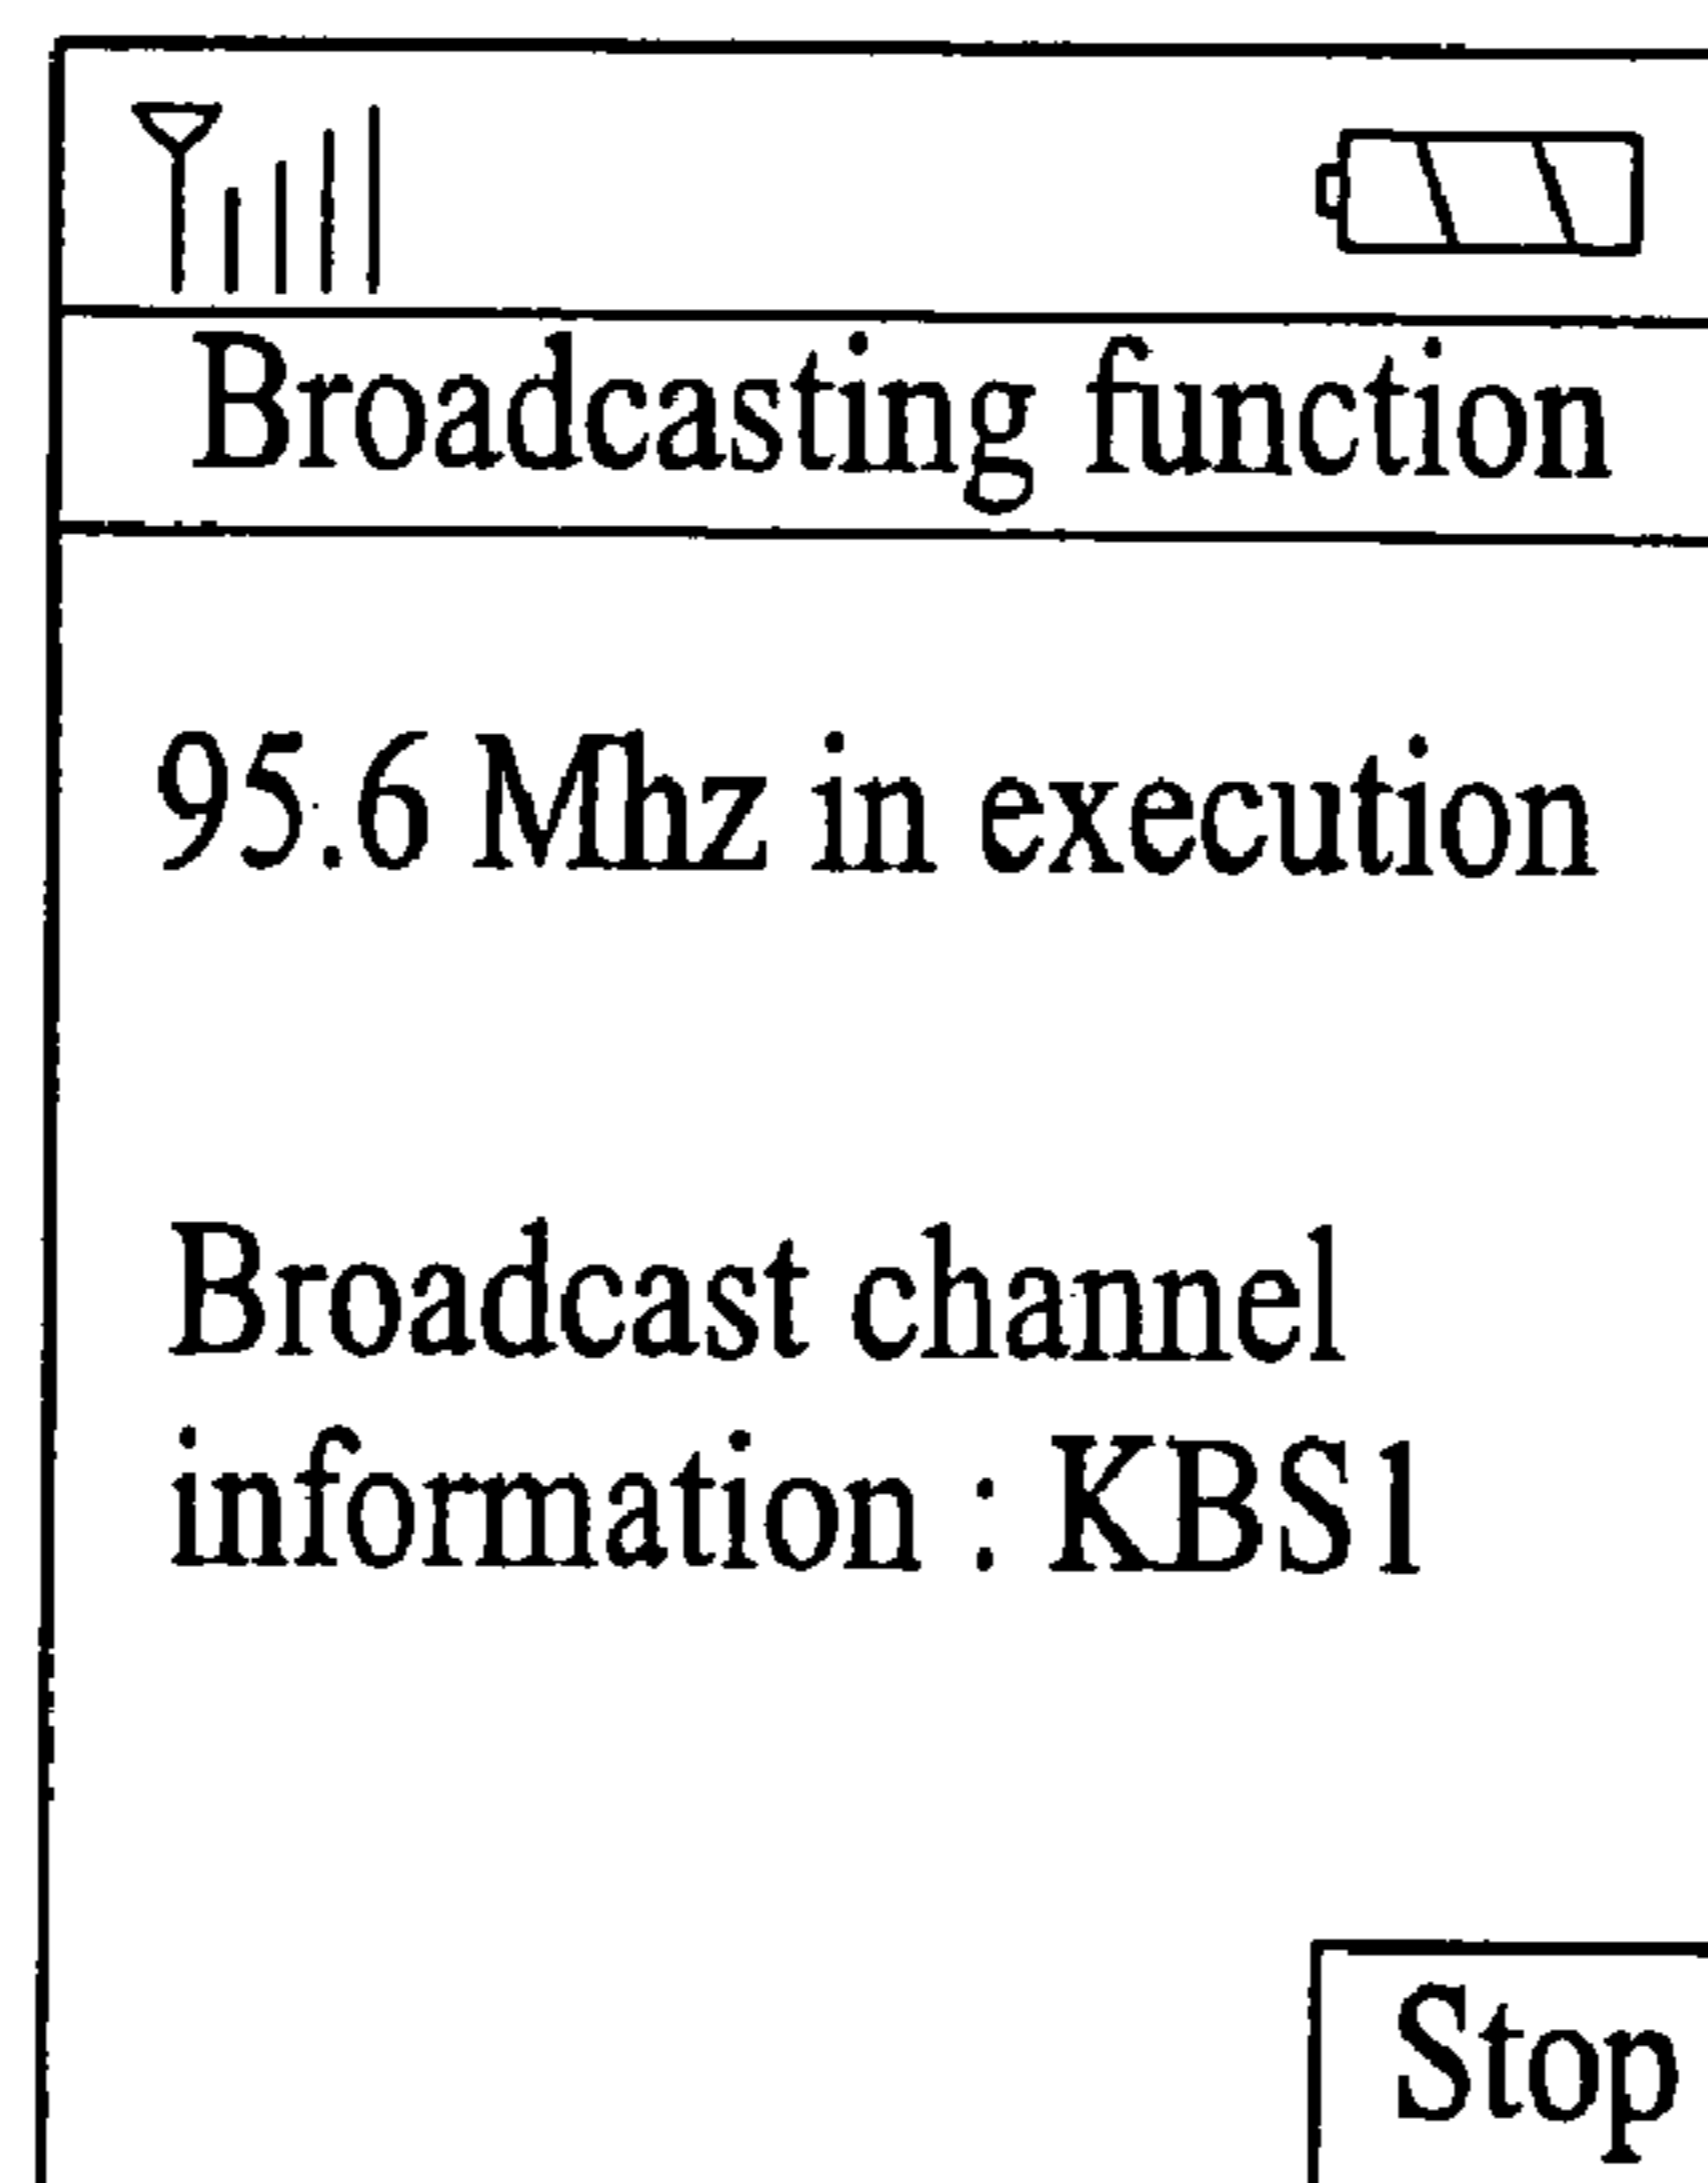 Broadcasting function
95.6 Mhz in execution
Broadcast channel
information : KBS1
Stop